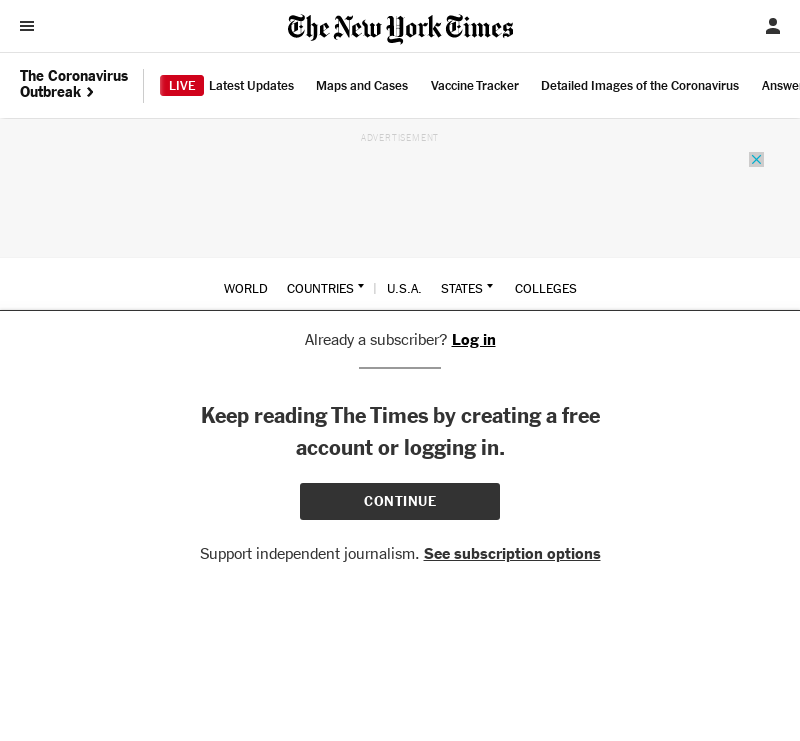 The New York Times
The Coronavirus
Outbreak
LIVE Latest Updates Maps and Cases Vaccine Tracker Detailed Images of the Coronavirus
ADVERTISEMENT
WORLD COUNTRIES | U.S.A. STATES COLLEGES
Already a subscriber? Log in
Keep reading The Times by creating a free
account or logging in.
CONTINUE
Support independent journalism. See subscription options